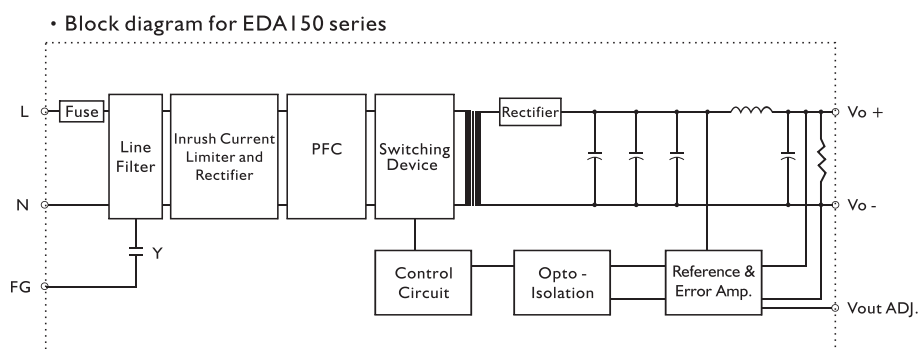 • Block diagram for EDA150 series
L
Fuse
Line
Filter
Inrush Current
Limiter and
Rectifier
PFC
Switching
Device
Rectifier
Vo +
N
Vo -
Y
FG
Control
Circuit
Opto -
Isolation
Reference &
Error Amp.
Vout ADJ.